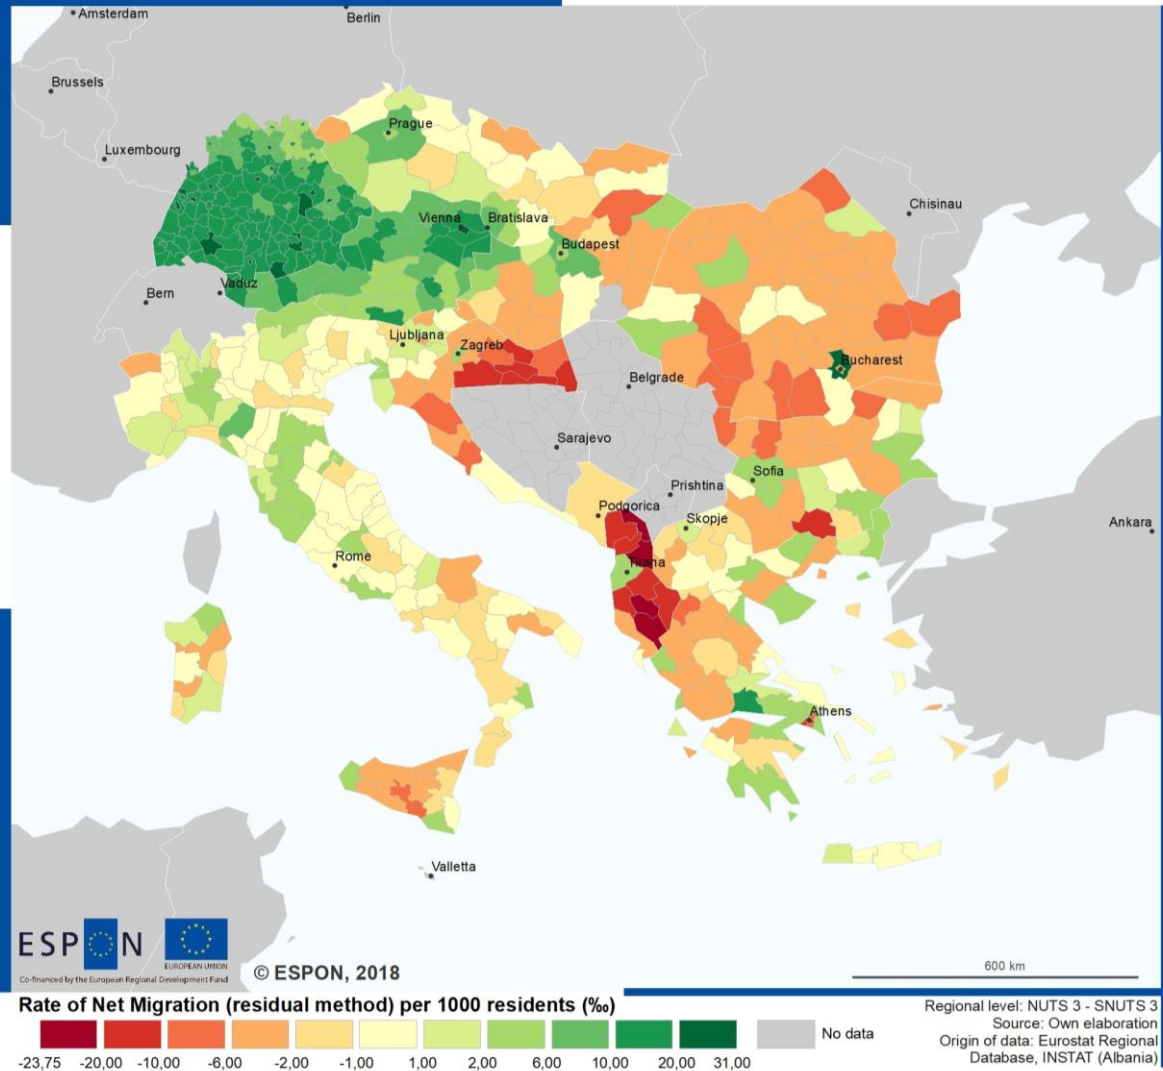 Amsterdam
Berlin
Brussels
Prague
Luxembourg
Chisinau
Vienna
Bratislava
Budapest
Vaduz
Bern
Ljubljana
Zagreb
Bucharest
Belgrade
Sarajevo
Sofia
Prishtina
Podgorica
Skopje
Ankara
Rome
Tirana
Athens
Valletta
ESPON
EUROPEAN UNION
Co-financed by the European Regional Development Fund
© ESPON, 2018
600 km
Rate of Net Migration (residual method) per 1000 residents (‰)
No data
-23,75 -20,00 -10,00 -6,00 -2,00 -1,00 1,00 2,00 6,00 10,00 20,00 31,00
Regional level: NUTS 3 - SNUTS 3
Source: Own elaboration
Origin of data: Eurostat Regional
Database, INSTAT (Albania)